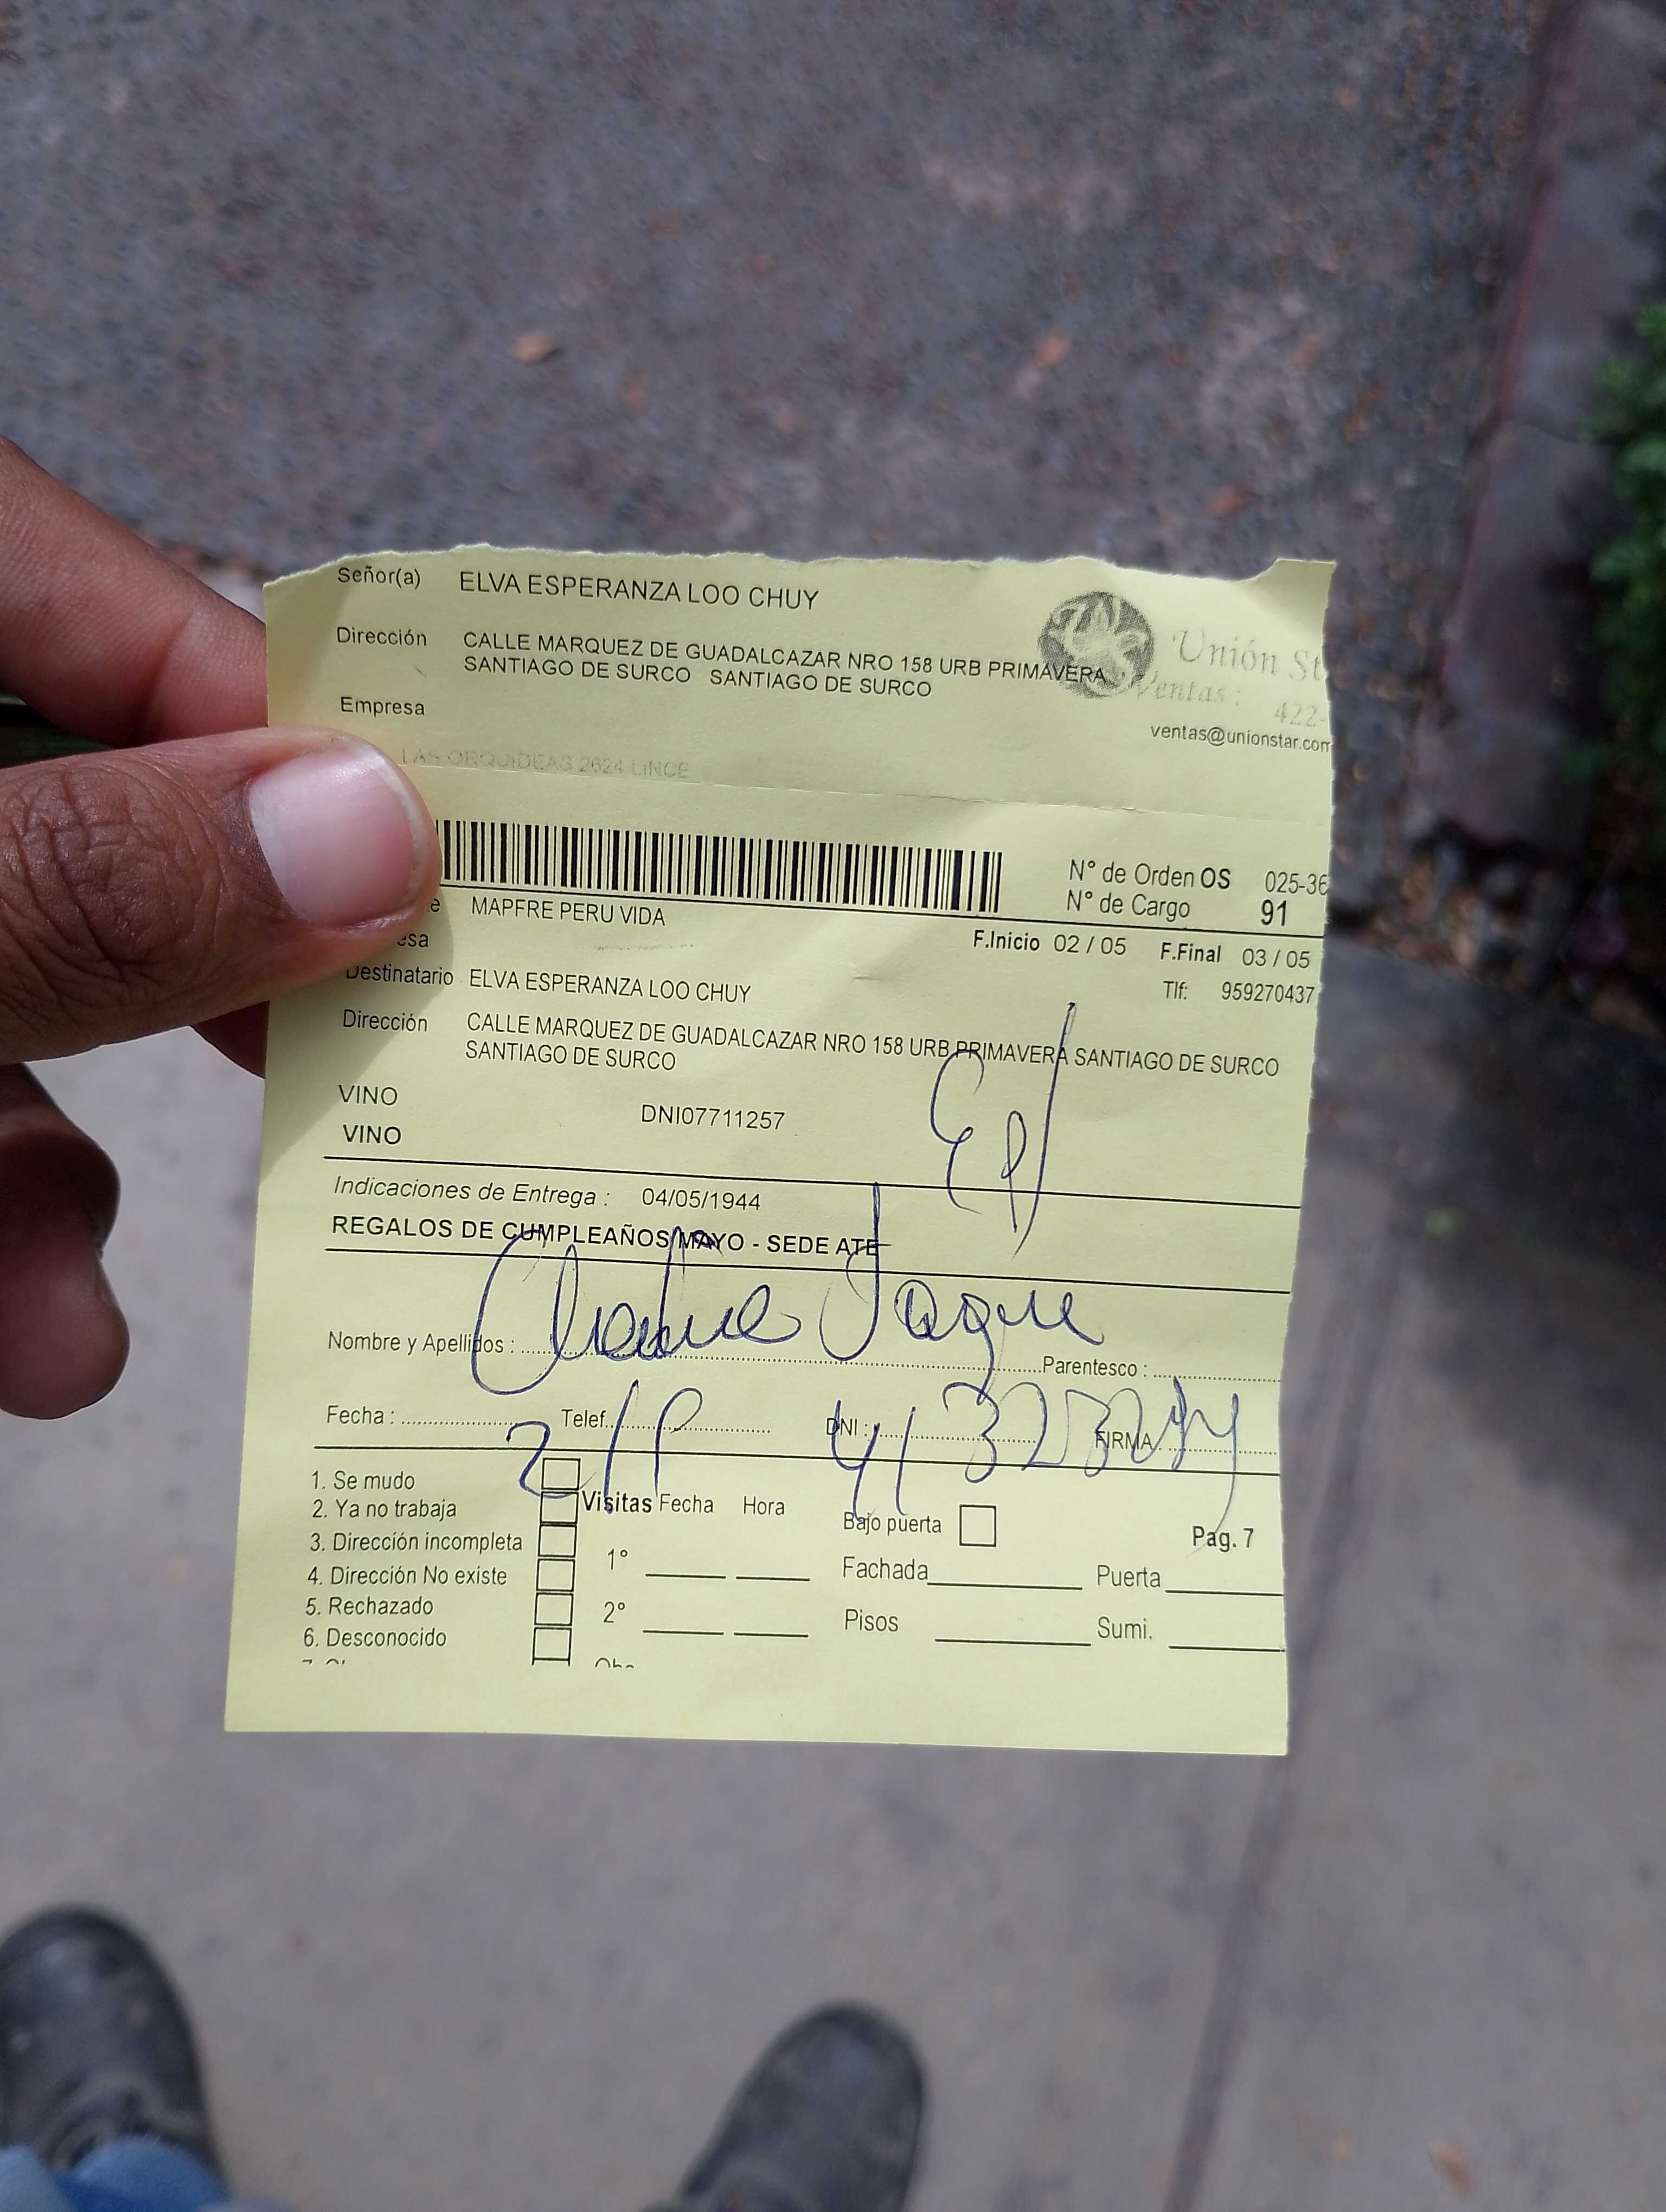 Señor(a) ELVA ESPERANZA LOO CHUY
Dirección CALLE MARQUEZ DE GUADALCAZAR NRO 158 URB PRIMAVERA
SANTIAGO DE SURCO SANTIAGO DE SURCO
Unión St
Ventas:
422-
Empresa
ventas@unionstar.com
LAS ORQUIDEAS 2624 LINCE
N° de Orden OS 025-36
N° de Cargo 91
MAPFRE PERU VIDA
F.Inicio 02 / 05 F.Final 03 / 05
Destinatario ELVA ESPERANZA LOO CHUY
Tlf: 959270437
Dirección CALLE MARQUEZ DE GUADALCAZAR NRO 158 URB PRIMAVERA SANTIAGO DE SURCO
SANTIAGO DE SURCO
VINO
DNI07711257
VINO
Indicaciones de Entrega : 04/05/1944
REGALOS DE CUMPLEAÑOS MAYO - SEDE ATE
Nombre y Apellidos : Parentesco :
Fecha : Telef. DNI : FIRMA :
1. Se mudo
2. Ya no trabaja
3. Dirección incompleta
4. Dirección No existe
5. Rechazado
6. Desconocido
Visitas Fecha Hora
1°
2°
Bajo puerta
Pag. 7
Fachada Puerta
Pisos Sumi.